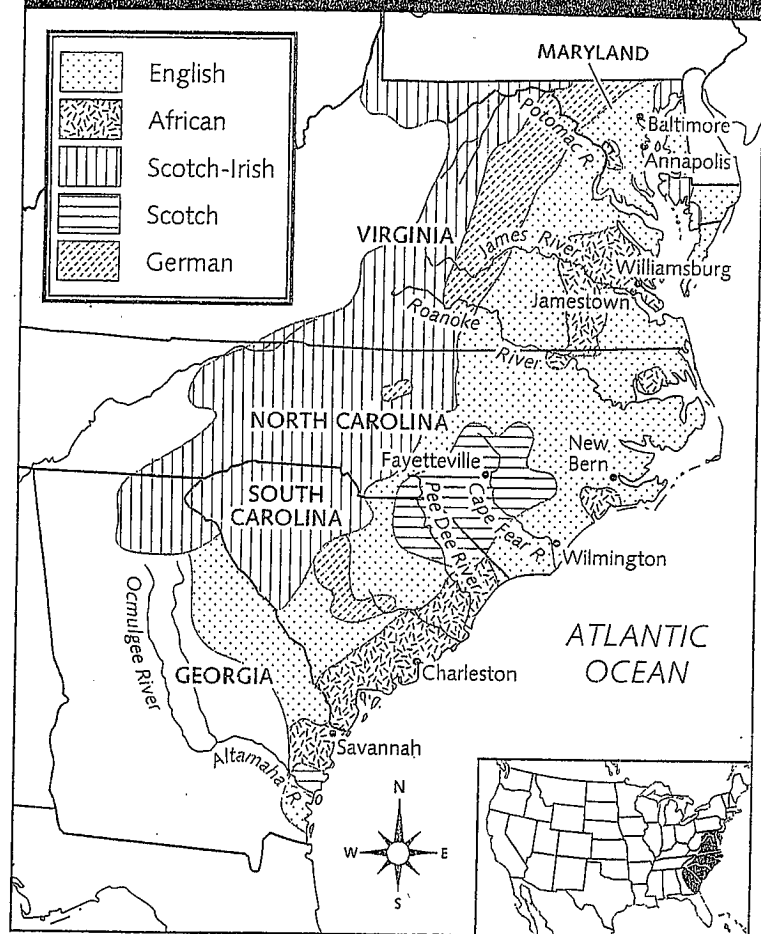 English
African
Scotch-Irish
Scotch
German
MARYLAND
Potomac R.
Baltimore
Annapolis
VIRGINIA
James River
Williamsburg
Jamestown
Roanoke
River
NORTH CAROLINA
Fayetteville
New
Bern
SOUTH
CAROLINA
Pee Dee River
Cape Fear R.
Wilmington
Ocmulgee River
ATLANTIC
OCEAN
GEORGIA
Charleston
Savannah
Altamaha R.
N
W
E
S